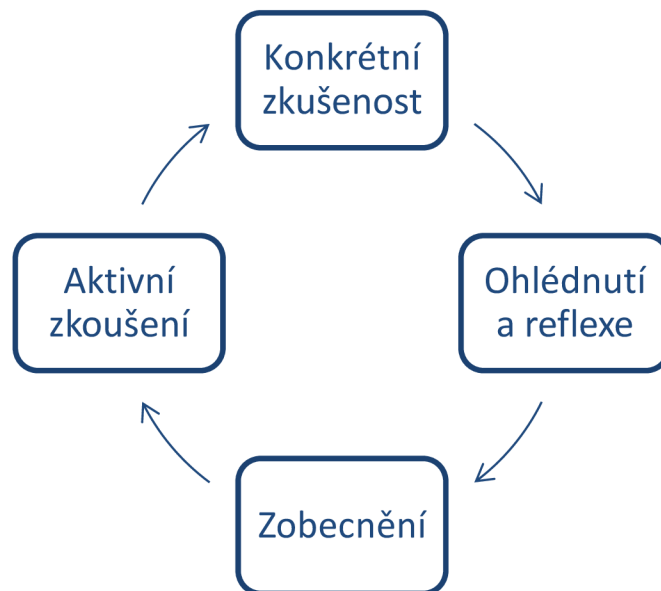 Konkrétní
zkušenost
Ohlédnutí
a reflexe
Zobecnění
Aktivní
zkoušení